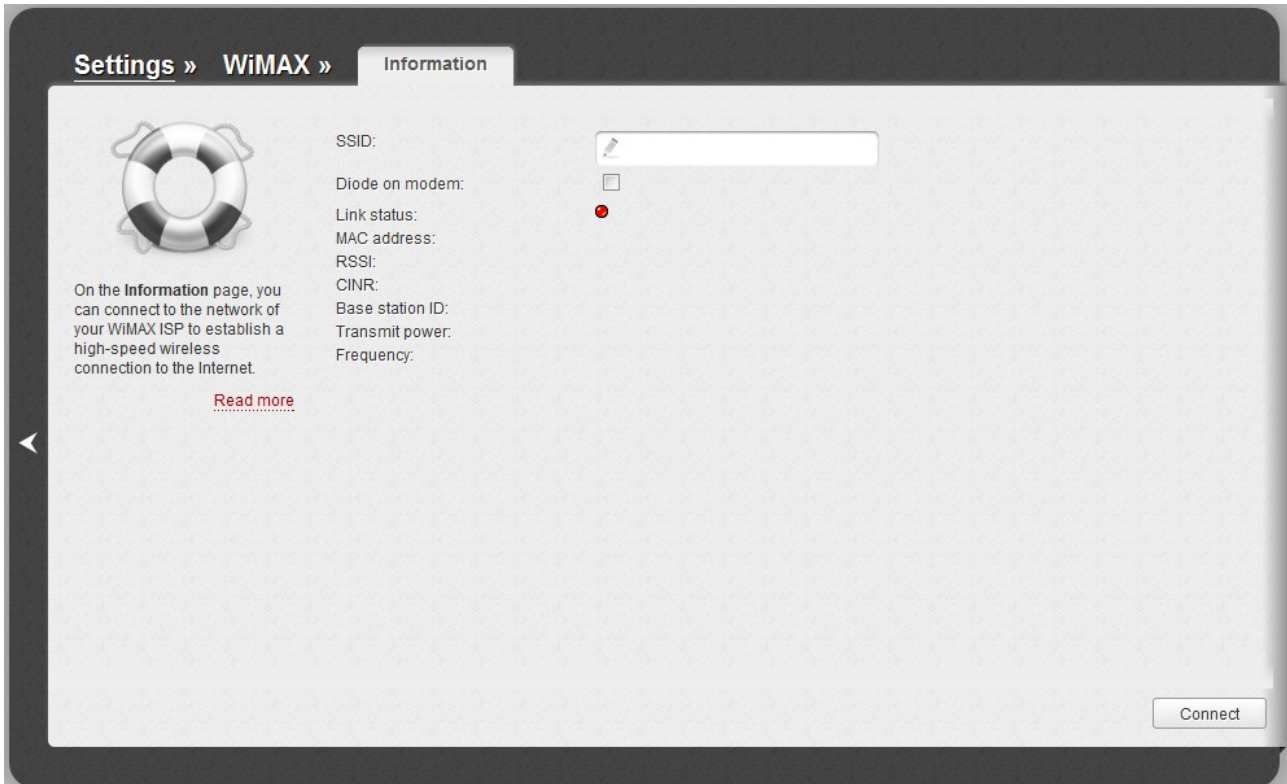 Settings » WiMAX » Information
On the Information page, you
can connect to the network of
your WiMAX ISP to establish a
high-speed wireless
connection to the Internet.
Read more
SSID:
Diode on modem:
Link status:
MAC address:
RSSI:
CINR:
Base station ID:
Transmit power:
Frequency:
Connect